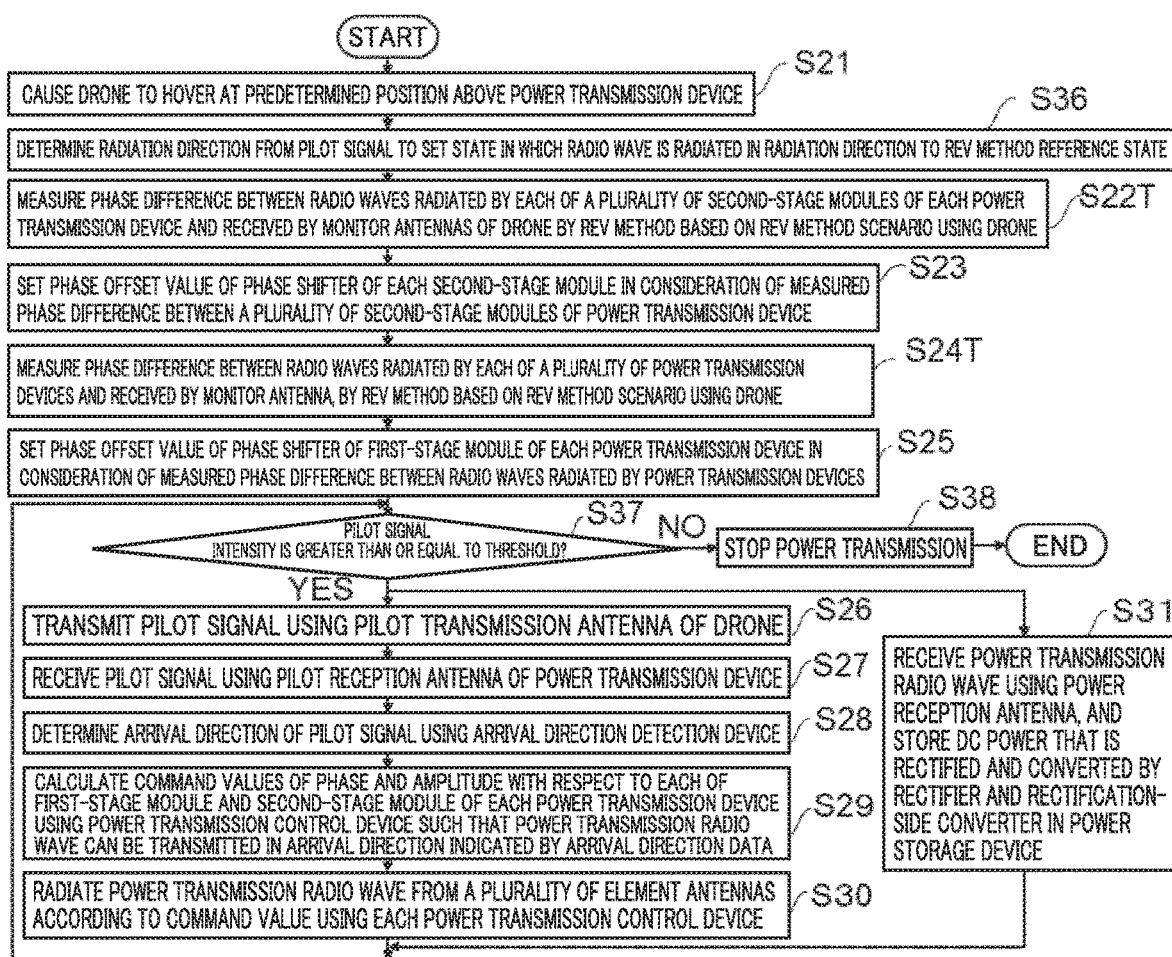 START
S21
CAUSE DRONE TO HOVER AT PREDETERMINED POSITION ABOVE POWER TRANSMISSION DEVICE
S36
DETERMINE RADIATION DIRECTION FROM PILOT SIGNAL TO SET STATE IN WHICH RADIO WAVE IS RADIATED IN RADIATION DIRECTION TO REV METHOD REFERENCE STATE
S22T
MEASURE PHASE DIFFERENCE BETWEEN RADIO WAVES RADIATED BY EACH OF A PLURALITY OF SECOND-STAGE MODULES OF EACH POWER
TRANSMISSION DEVICE AND RECEIVED BY MONITOR ANTENNAS OF DRONE BY REV METHOD BASED ON REV METHOD SCENARIO USING DRONE
S23
SET PHASE OFFSET VALUE OF PHASE SHIFTER OF EACH SECOND-STAGE MODULE IN CONSIDERATION OF MEASURED
PHASE DIFFERENCE BETWEEN A PLURALITY OF SECOND-STAGE MODULES OF POWER TRANSMISSION DEVICE
S24T
MEASURE PHASE DIFFERENCE BETWEEN RADIO WAVES RADIATED BY EACH OF A PLURALITY OF POWER TRANSMISSION
DEVICES AND RECEIVED BY MONITOR ANTENNA, BY REV METHOD BASED ON REV METHOD SCENARIO USING DRONE
S25
SET PHASE OFFSET VALUE OF PHASE SHIFTER OF FIRST-STAGE MODULE OF EACH POWER TRANSMISSION DEVICE IN
CONSIDERATION OF MEASURED PHASE DIFFERENCE BETWEEN RADIO WAVES RADIATED BY POWER TRANSMISSION DEVICES
S37
PILOT SIGNAL
INTENSITY IS GREATER THAN OR EQUAL TO THRESHOLD?
NO
S38
STOP POWER TRANSMISSION
END
YES
S26
TRANSMIT PILOT SIGNAL USING PILOT TRANSMISSION ANTENNA OF DRONE
S27
RECEIVE PILOT SIGNAL USING PILOT RECEPTION ANTENNA OF POWER TRANSMISSION DEVICE
S28
DETERMINE ARRIVAL DIRECTION OF PILOT SIGNAL USING ARRIVAL DIRECTION DETECTION DEVICE
S29
CALCULATE COMMAND VALUES OF PHASE AND AMPLITUDE WITH RESPECT TO EACH OF
FIRST-STAGE MODULE AND SECOND-STAGE MODULE OF EACH POWER TRANSMISSION DEVICE
USING POWER TRANSMISSION CONTROL DEVICE SUCH THAT POWER TRANSMISSION RADIO
WAVE CAN BE TRANSMITTED IN ARRIVAL DIRECTION INDICATED BY ARRIVAL DIRECTION DATA
S30
RADIATE POWER TRANSMISSION RADIO WAVE FROM A PLURALITY OF ELEMENT ANTENNAS
ACCORDING TO COMMAND VALUE USING EACH POWER TRANSMISSION CONTROL DEVICE
S31
RECEIVE POWER TRANSMISSION
RADIO WAVE USING POWER
RECEPTION ANTENNA, AND
STORE DC POWER THAT IS
RECTIFIED AND CONVERTED BY
RECTIFIER AND RECTIFICATION-
SIDE CONVERTER IN POWER
STORAGE DEVICE